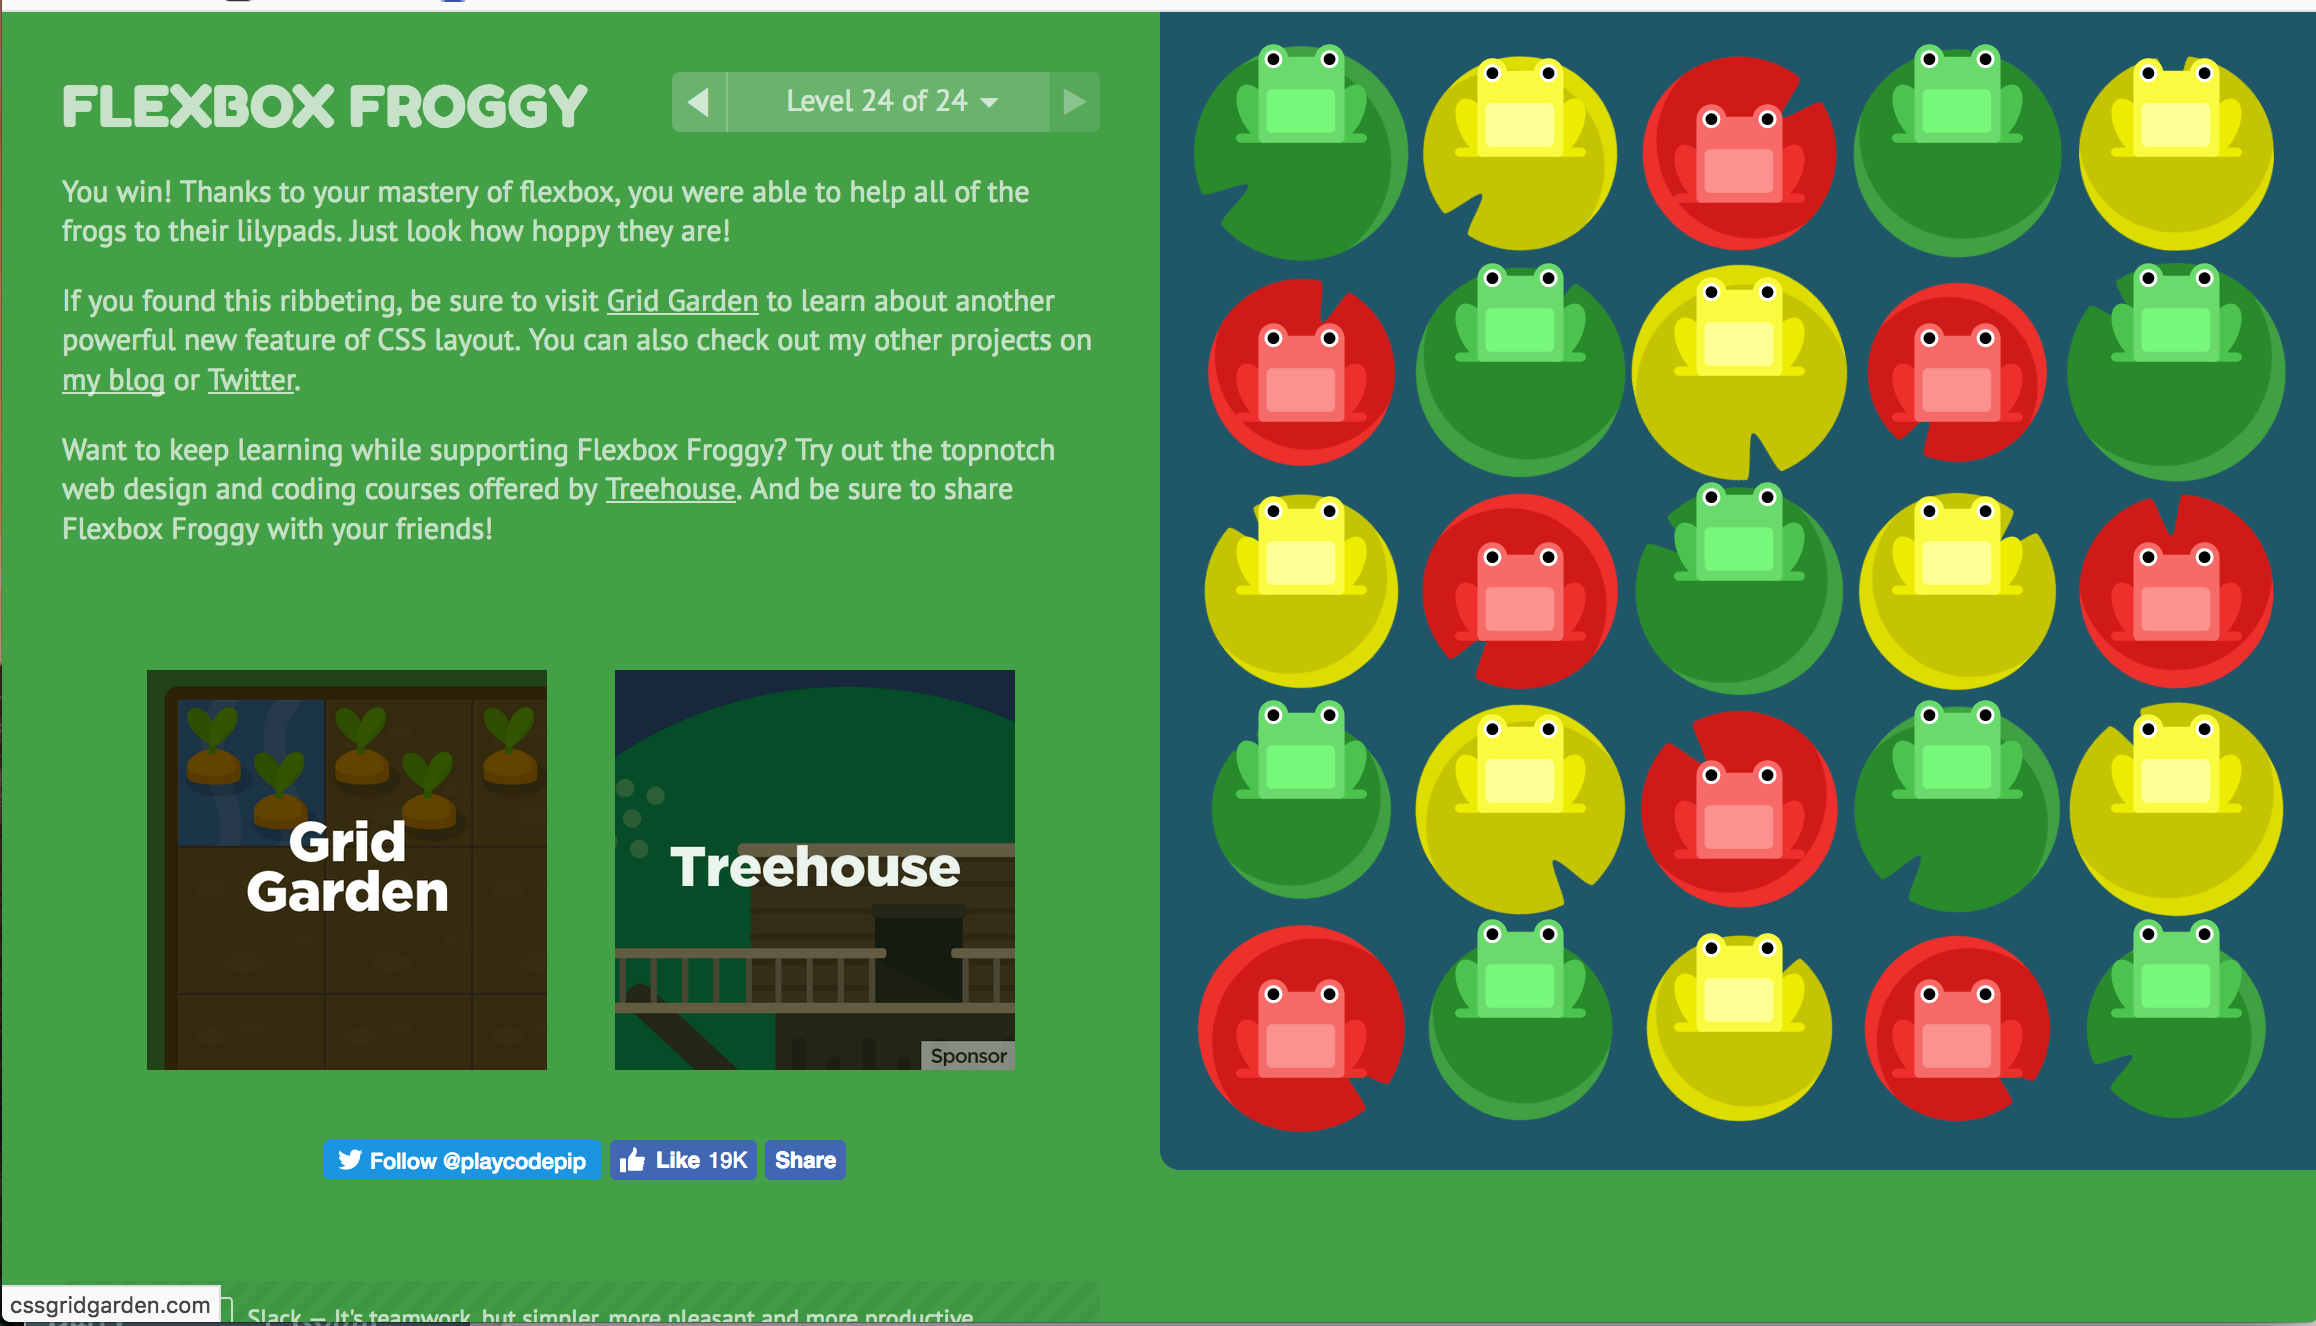 FLEXBOX FROGGY
Level 24 of 24
You win! Thanks to your mastery of flexbox, you were able to help all of the
frogs to their lilypads. Just look how hoppy they are!
If you found this ribbeting, be sure to visit Grid Garden to learn about another
powerful new feature of CSS layout. You can also check out my other projects on
my blog or Twitter.
Want to keep learning while supporting Flexbox Froggy? Try out the topnotch
web design and coding courses offered by Treehouse. And be sure to share
Flexbox Froggy with your friends!
Grid
Garden
Treehouse
Sponsor
Follow @playcodepip
Like 19K
Share
cssgridgarden.com
Slack – It's teamwork, but simpler, more pleasant and more productive.